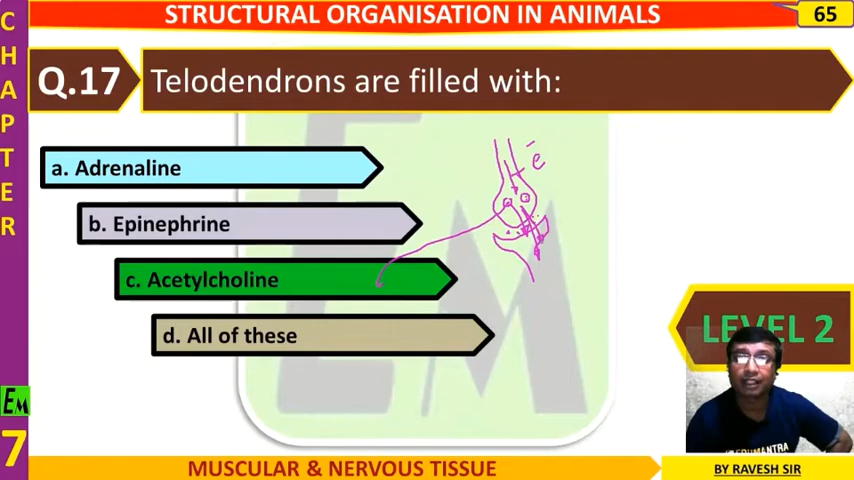 STRUCTURAL ORGANISATION IN ANIMALS
65
CHAPTER
7
Q.17 Telodendrons are filled with:
a. Adrenaline
b. Epinephrine
c. Acetylcholine
d. All of these
ē
LEVEL 2
EM
EDUMANTRA
MUSCULAR & NERVOUS TISSUE
BY RAVESH SIR